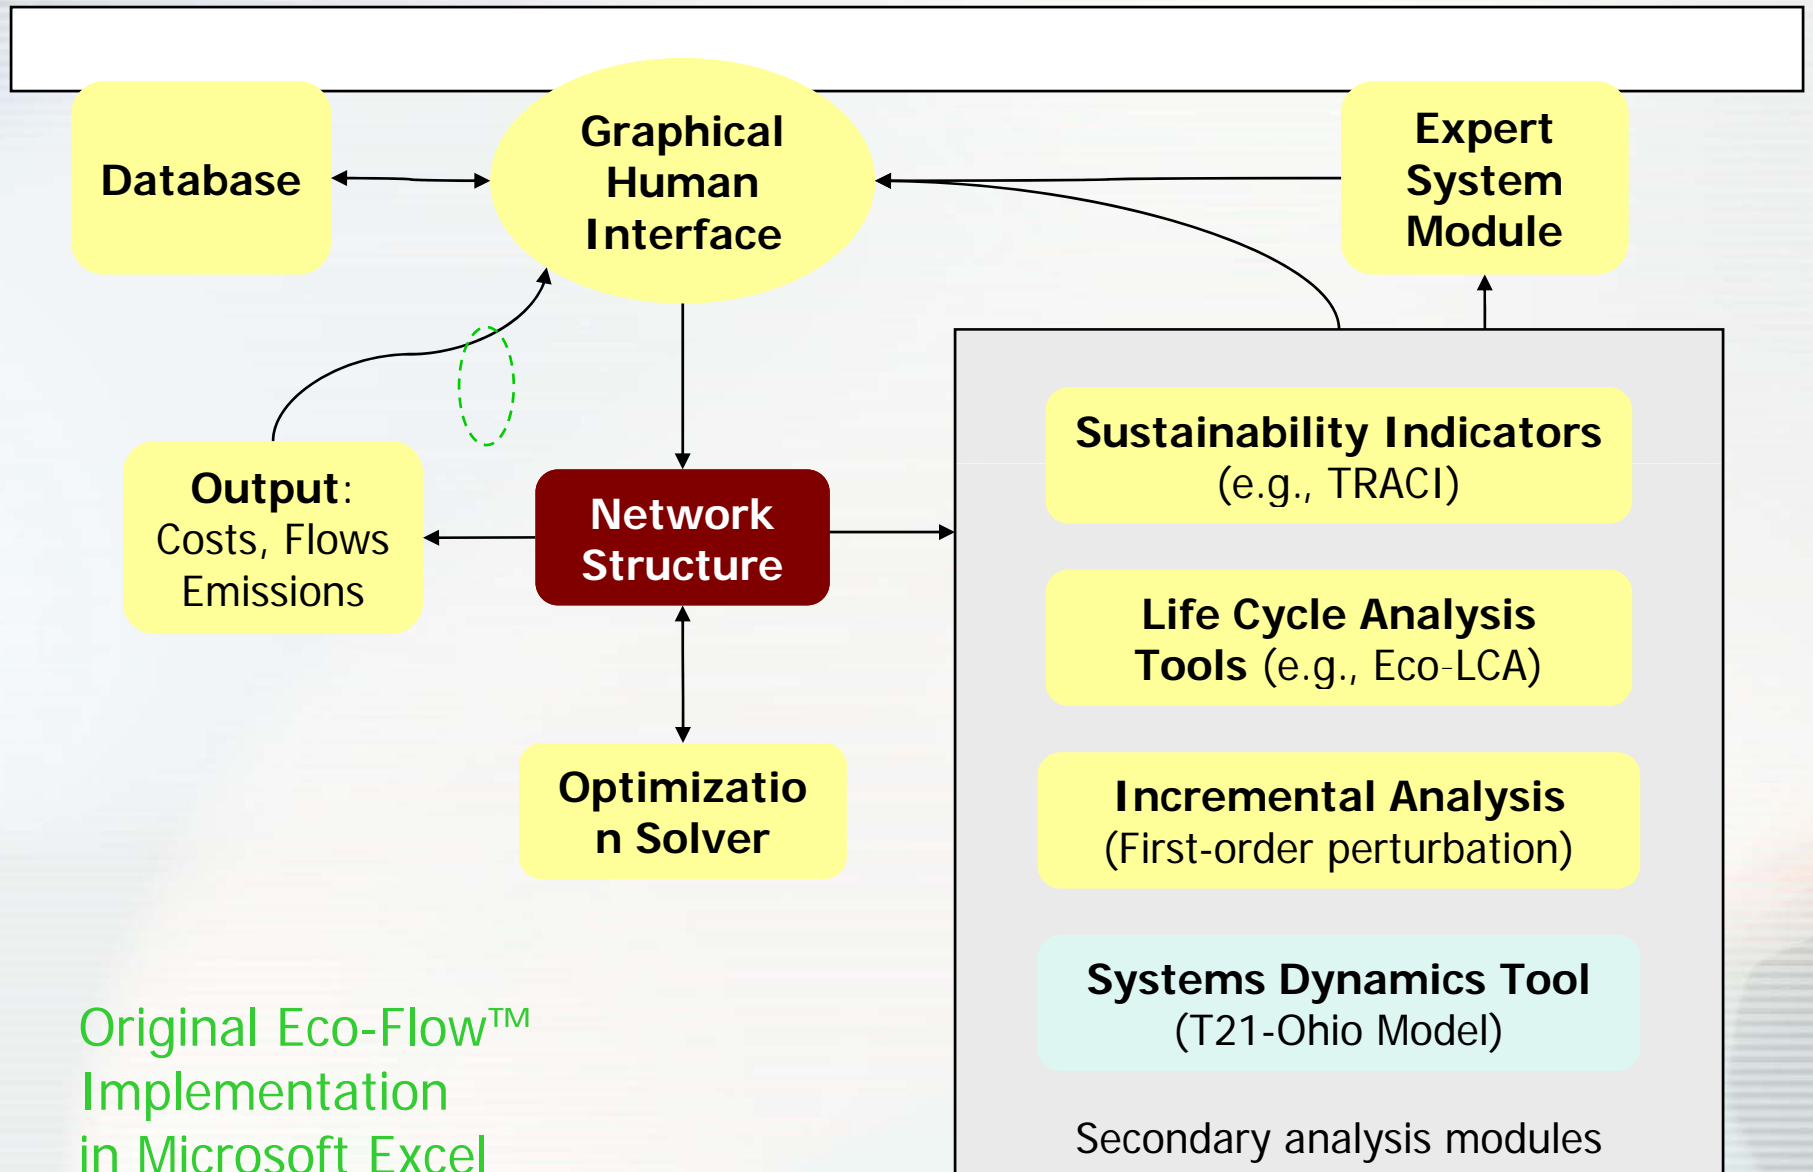 Database
Graphical
Human
Interface
Expert
System
Module
Output:
Costs, Flows
Emissions
Network
Structure
Optimizatio
n Solver
Sustainability Indicators
(e.g., TRACI)
Life Cycle Analysis
Tools (e.g., Eco-LCA)
Incremental Analysis
(First-order perturbation)
Systems Dynamics Tool
(T21-Ohio Model)
Secondary analysis modules
Original Eco-Flow™
Implementation
in Microsoft Excel